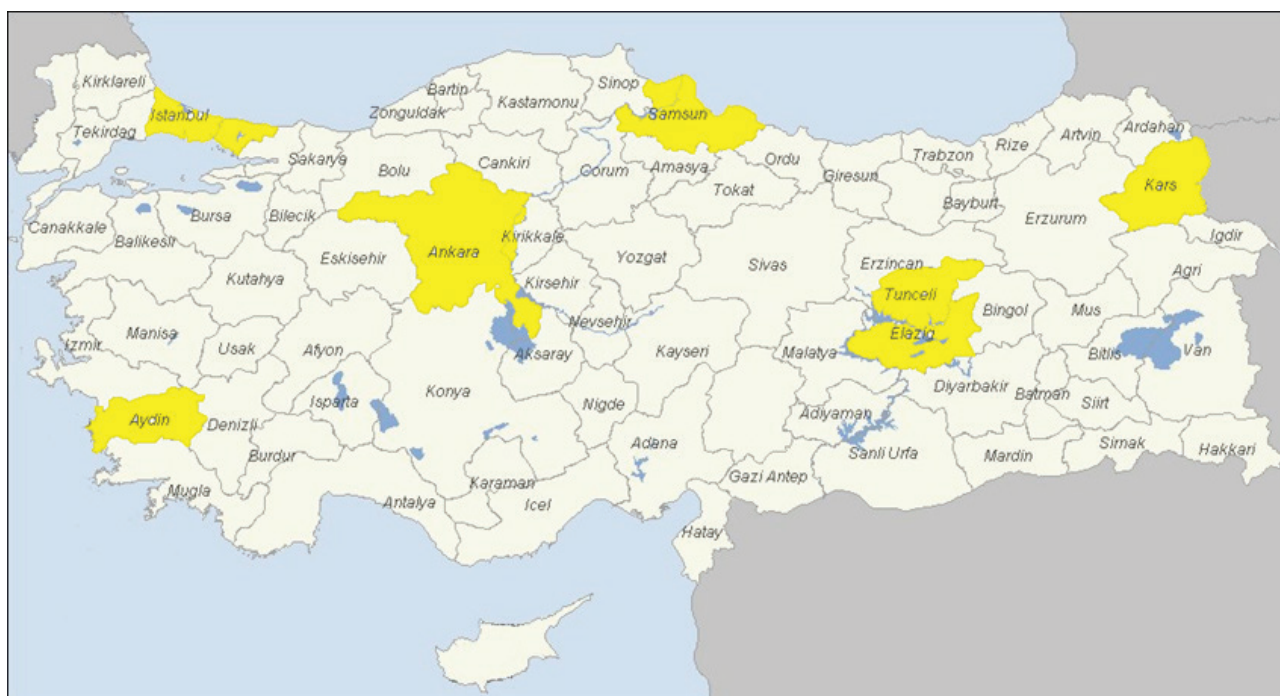 Kirklareli
Istanbul
Tekirdag
Sakarya
Zonguldak
Bartin
Kastamonu
Sinop
Samsun
Bolu
Cankiri
Corum
Amasya
Ordu
Tokat
Giresun
Trabzon
Rize
Artvin
Ardahan
Kars
Bayburt
Erzurum
Igdir
Agri
Canakkale
Balikesir
Bursa
Bilecik
Eskisehir
Ankara
Kirikkale
Yozgat
Sivas
Erzincan
Tunceli
Bingol
Mus
Kutahya
Kirsehir
Nevsehir
Manisa
Izmir
Usak
Afyon
Aksaray
Kayseri
Malatya
Elazig
Bitlis
Van
Diyarbakir
Batman
Siirt
Aydin
Denizli
Isparta
Konya
Nigde
Adiyaman
Burdur
Mugla
Antalya
Karaman
Icel
Adana
Gazi Antep
Sanli Urfa
Mardin
Sirnak
Hakkari
Hatay